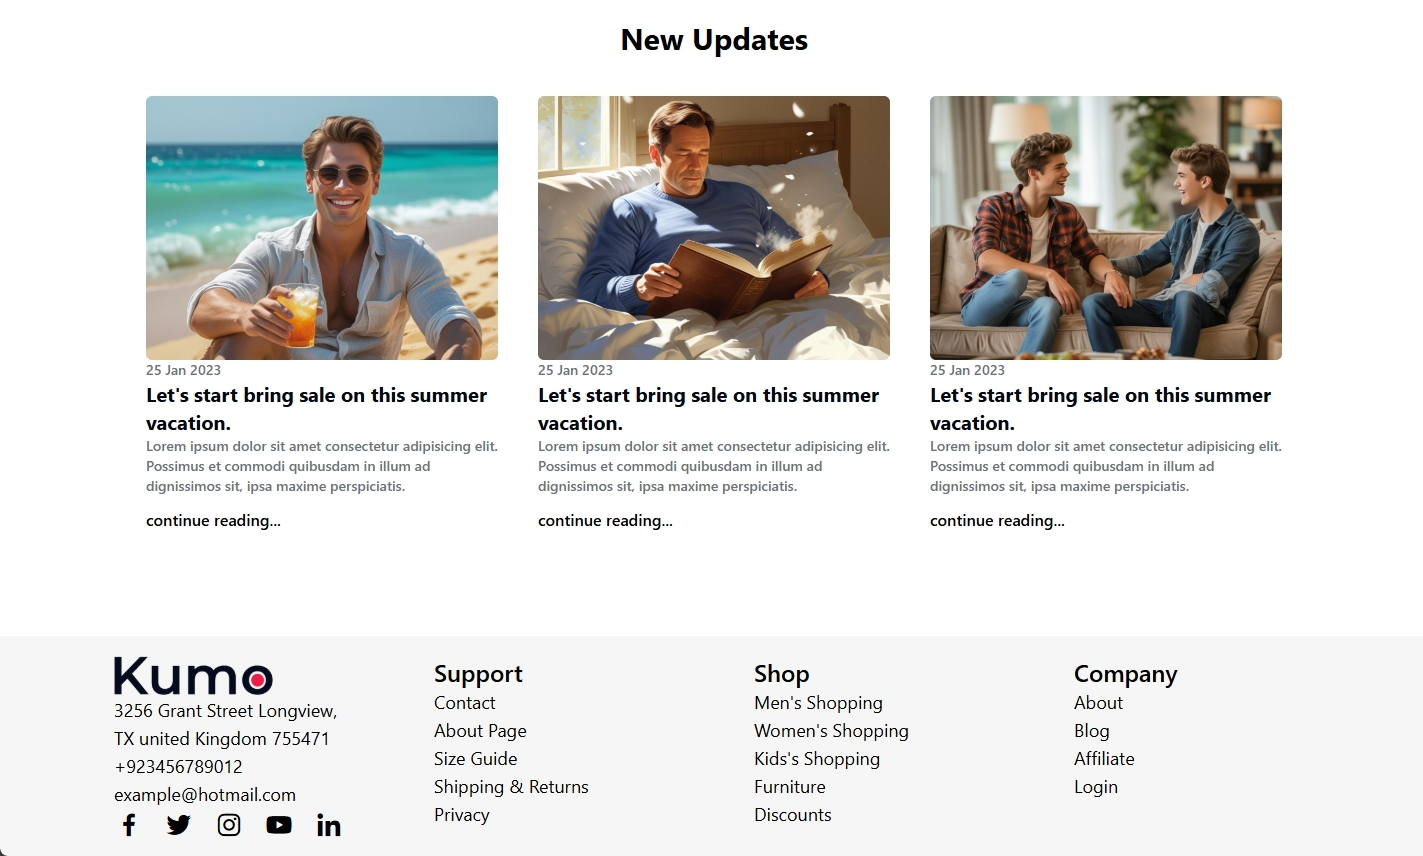 New Updates
25 Jan 2023
Let's start bring sale on this summer
vacation.
Lorem ipsum dolor sit amet consectetur adipisicing elit.
Possimus et commodi quibusdam in illum ad
dignissimos sit, ipsa maxime perspiciatis.
continue reading...
25 Jan 2023
Let's start bring sale on this summer
vacation.
Lorem ipsum dolor sit amet consectetur adipisicing elit.
Possimus et commodi quibusdam in illum ad
dignissimos sit, ipsa maxime perspiciatis.
continue reading...
25 Jan 2023
Let's start bring sale on this summer
vacation.
Lorem ipsum dolor sit amet consectetur adipisicing elit.
Possimus et commodi quibusdam in illum ad
dignissimos sit, ipsa maxime perspiciatis.
continue reading...
Kumo
3256 Grant Street Longview,
TX united Kingdom 755471
+923456789012
example@hotmail.com
Support
Contact
About Page
Size Guide
Shipping & Returns
Privacy
Shop
Men's Shopping
Women's Shopping
Kids's Shopping
Furniture
Discounts
Company
About
Blog
Affiliate
Login